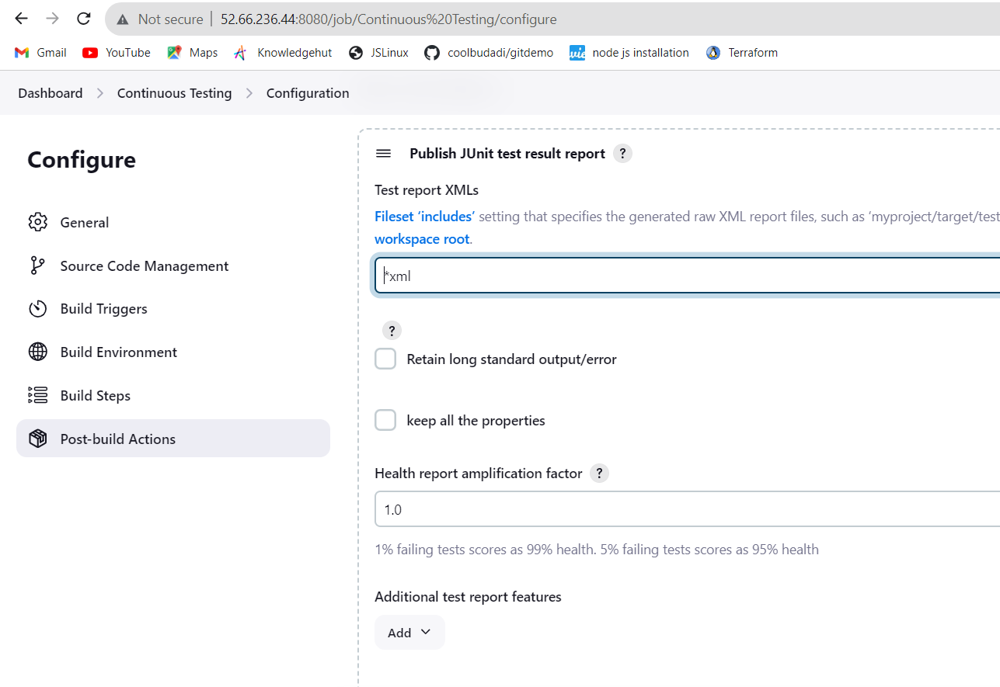 Not secure | 52.66.236.44:8080/job/Continuous%20Testing/configure
Gmail YouTube Maps Knowledgehut JSLinux coolbudadi/gitdemo node js installation Terraform
Dashboard > Continuous Testing > Configuration
Configure
General
Source Code Management
Build Triggers
Build Environment
Build Steps
Post-build Actions
Publish JUnit test result report ?
Test report XMLs
Fileset ‘includes’ setting that specifies the generated raw XML report files, such as ‘myproject/target/test
workspace root.
*xml
?
Retain long standard output/error
keep all the properties
Health report amplification factor ?
1.0
1% failing tests scores as 99% health. 5% failing tests scores as 95% health
Additional test report features
Add